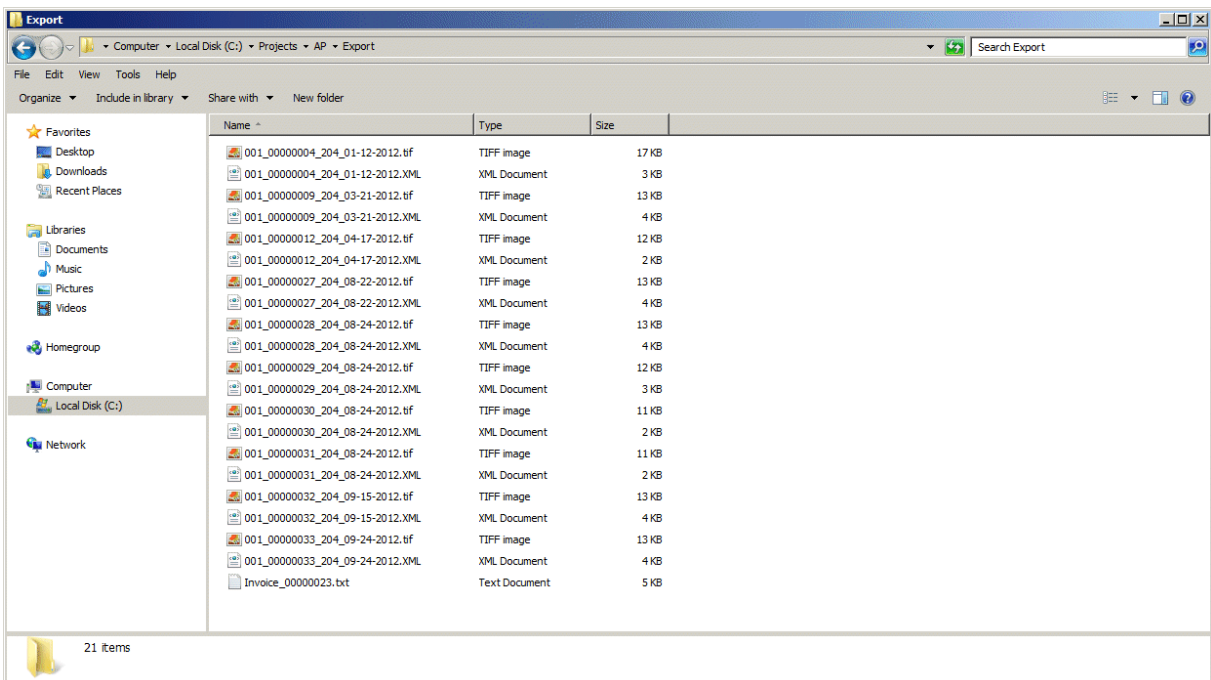 Export
Computer Local Disk (C:) Projects AP Export Search Export
File Edit View Tools Help
Organize Include in library Share with New folder
Favorites
Desktop
Downloads
Recent Places
Libraries
Documents
Music
Pictures
Videos
Homegroup
Computer
Local Disk (C:)
Network
Name Type Size
001_00000004_204_01-12-2012.tif TIFF image 17 KB
001_00000004_204_01-12-2012.XML XML Document 3 KB
001_00000009_204_03-21-2012.tif TIFF image 13 KB
001_00000009_204_03-21-2012.XML XML Document 4 KB
001_00000012_204_04-17-2012.tif TIFF image 12 KB
001_00000012_204_04-17-2012.XML XML Document 2 KB
001_00000027_204_08-22-2012.tif TIFF image 13 KB
001_00000027_204_08-22-2012.XML XML Document 4 KB
001_00000028_204_08-24-2012.tif TIFF image 13 KB
001_00000028_204_08-24-2012.XML XML Document 4 KB
001_00000029_204_08-24-2012.tif TIFF image 12 KB
001_00000029_204_08-24-2012.XML XML Document 3 KB
001_00000030_204_08-24-2012.tif TIFF image 11 KB
001_00000030_204_08-24-2012.XML XML Document 2 KB
001_00000031_204_08-24-2012.tif TIFF image 11 KB
001_00000031_204_08-24-2012.XML XML Document 2 KB
001_00000032_204_09-15-2012.tif TIFF image 13 KB
001_00000032_204_09-15-2012.XML XML Document 4 KB
001_00000033_204_09-24-2012.tif TIFF image 13 KB
001_00000033_204_09-24-2012.XML XML Document 4 KB
Invoice_00000023.txt Text Document 5 KB
21 items